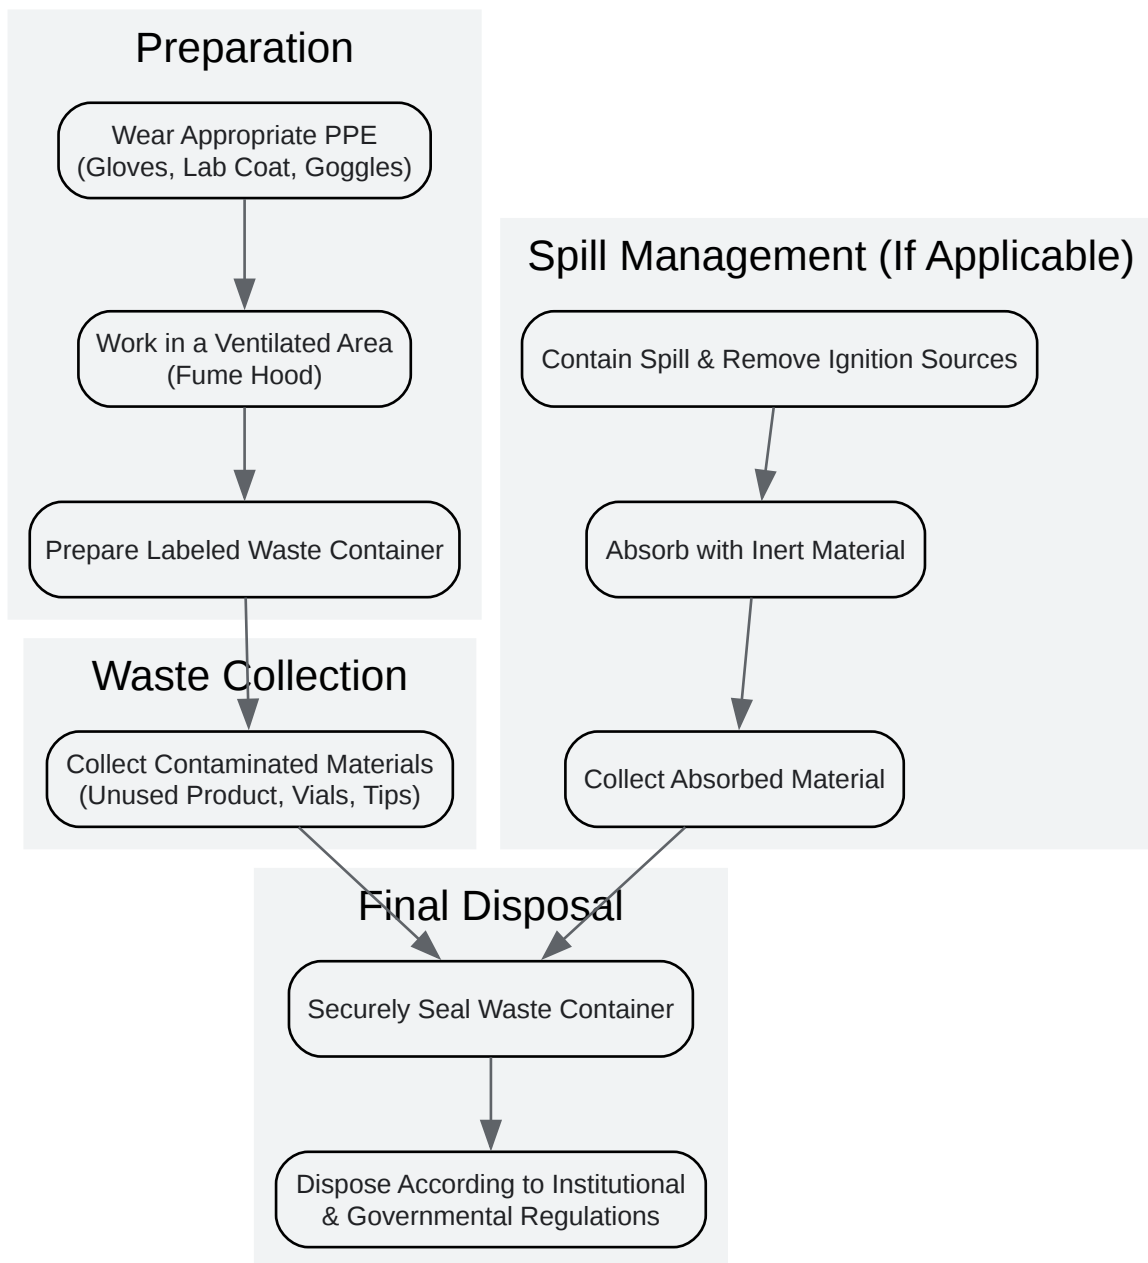 Preparation
Wear Appropriate PPE
(Gloves, Lab Coat, Goggles)
Work in a Ventilated Area
(Fume Hood)
Prepare Labeled Waste Container
Waste Collection
Collect Contaminated Materials
(Unused Product, Vials, Tips)
Spill Management (If Applicable)
Contain Spill & Remove Ignition Sources
Absorb with Inert Material
Collect Absorbed Material
Final Disposal
Securely Seal Waste Container
Dispose According to Institutional
& Governmental Regulations